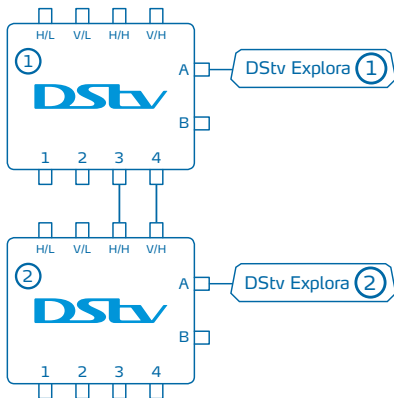 H/L V/L H/H V/H
1
A
DStv Explora 1
DStv
B
1 2 3 4
H/L V/L H/H V/H
2
A
DStv Explora 2
DStv
B
1 2 3 4